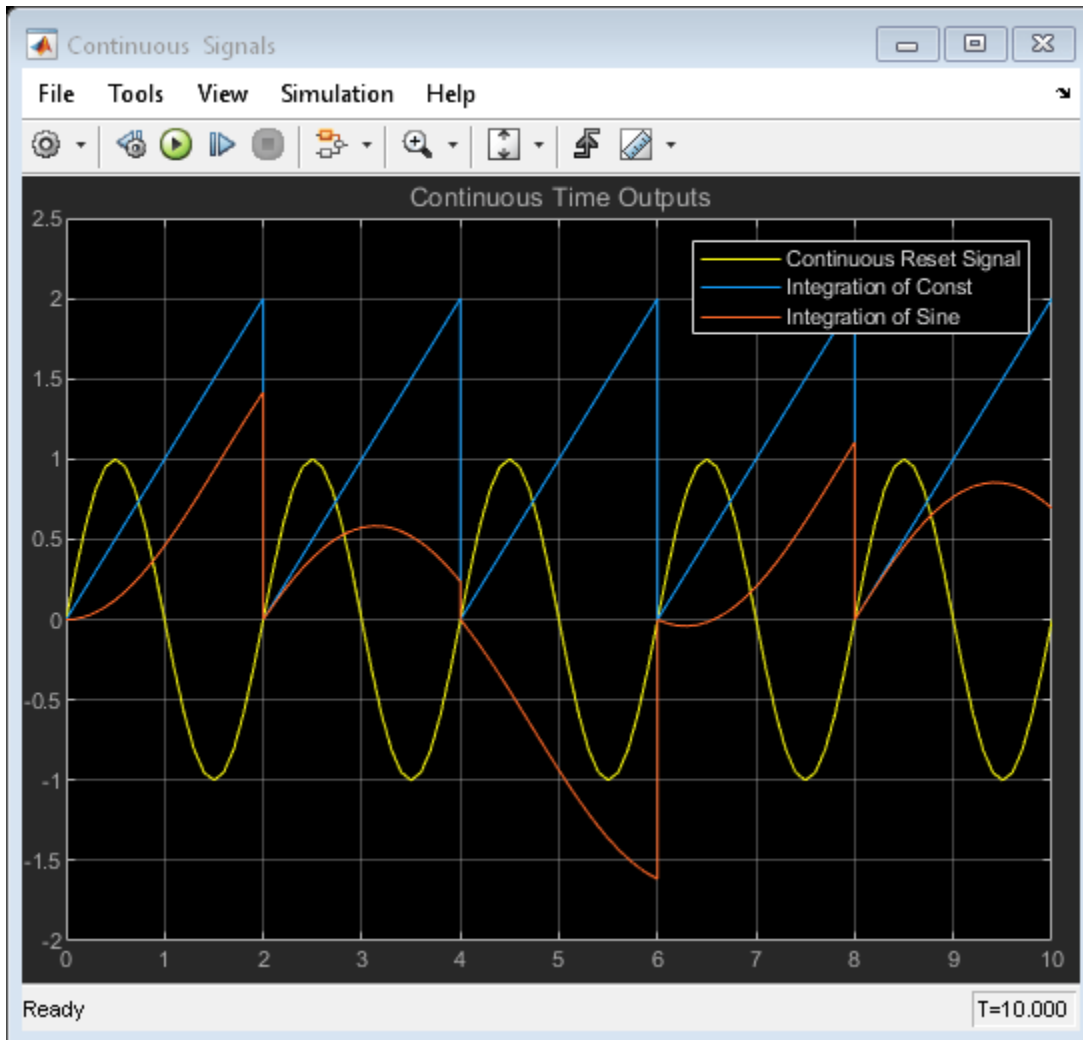 Continuous Signals
File Tools View Simulation Help
Continuous Time Outputs
2.5
2
1.5
1
0.5
0
-0.5
-1
-1.5
-2
Continuous Reset Signal
Integration of Const
Integration of Sine
0 1 2 3 4 5 6 7 8 9 10
Ready T=10.000